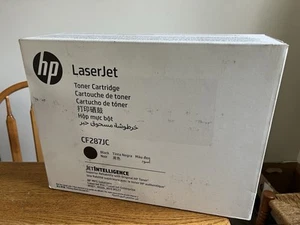 hp
LaserJet
Toner Cartridge
Cartouche de toner
Cartucho de tóner
打印硒鼓
Hộp mực bột
خرطوشة مسحوق حبر
CF287JC
Black
Noir
JetINTELLIGENCE